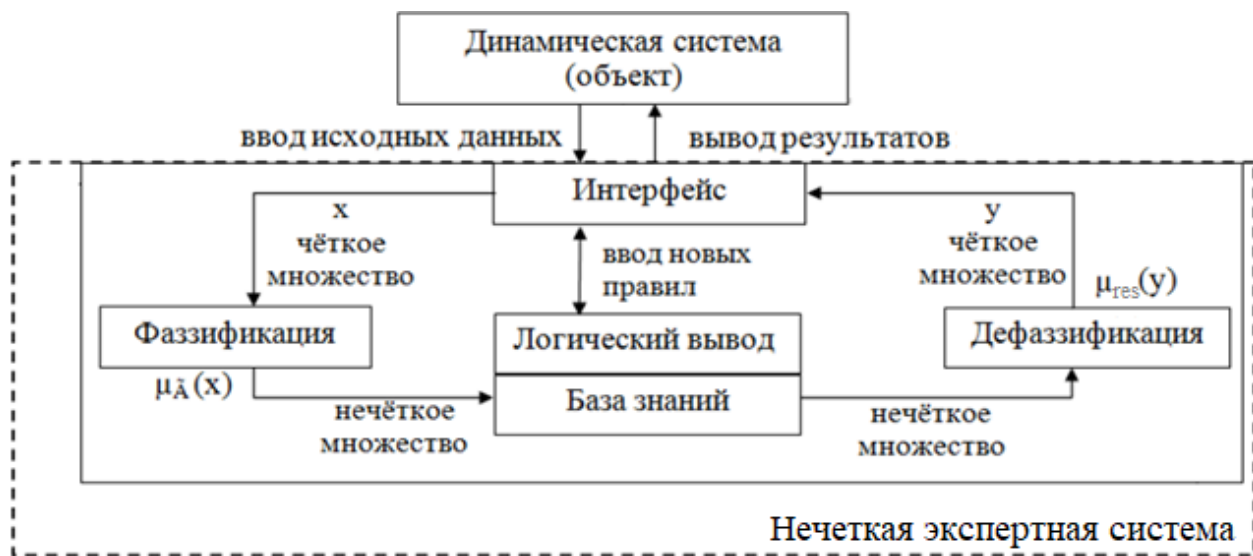 Динамическая система
(объект)
ввод исходных данных
вывод результатов
Интерфейс
x
чёткое
множество
ввод новых
правил
y
чёткое
множество
μres(y)
Фаззификация
Логический вывод
Дефаззификация
μÃ(x)
База знаний
нечёткое
множество
нечёткое
множество
Нечеткая экспертная система